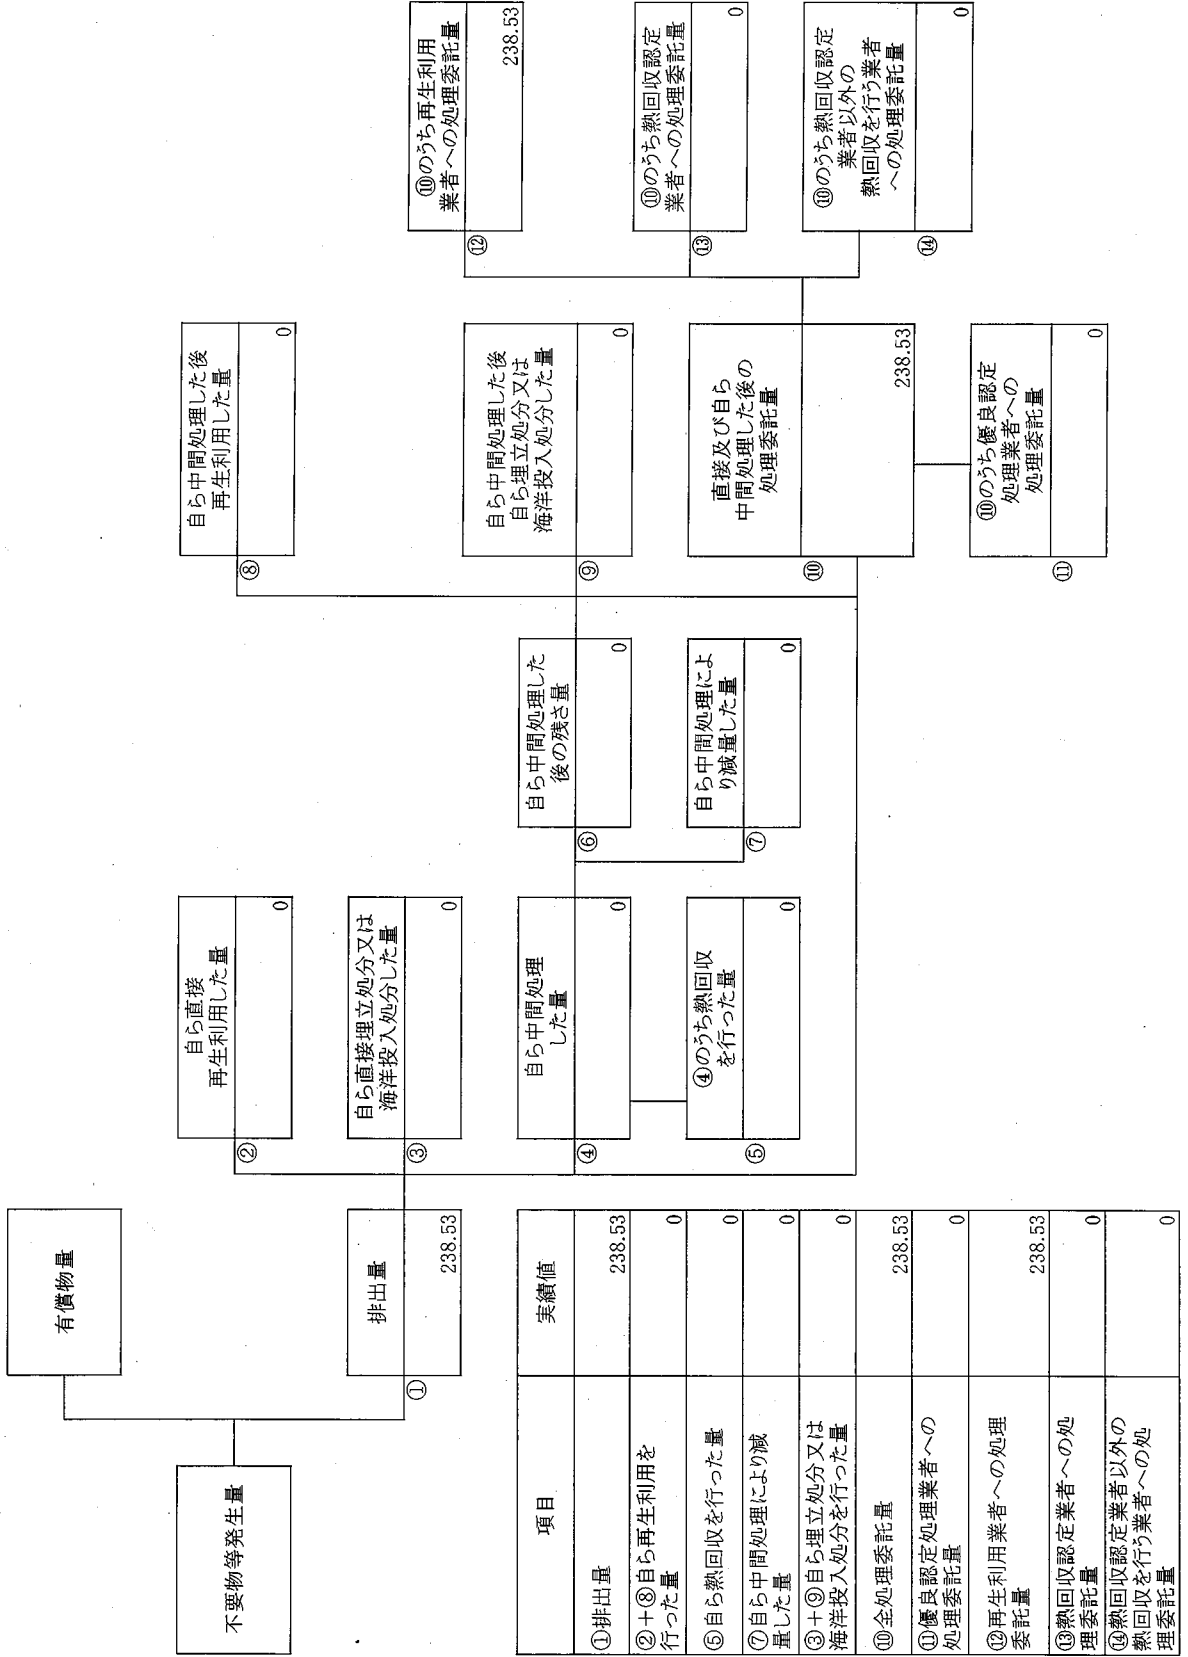 有償物量
不要物等発生量
排出量
①
238.53
自ら直接
再生利用した量
②
0
自ら直接埋立処分又は
海洋投入処分した量
③
0
自ら中間処理
した量
④
0
④のうち熱回収
を行った量
⑤
0
自ら中間処理した
後の残さ量
⑥
0
自ら中間処理によ
り減量した量
⑦
0
自ら中間処理した後
再生利用した量
⑧
0
自ら中間処理した後
自ら埋立処分又は
海洋投入処分した量
⑨
0
直接及び自ら
中間処理した後の
処理委託量
⑩
238.53
⑩のうち優良認定
処理業者への
処理委託量
⑪
0
⑩のうち再生利用
業者への処理委託量
⑫
238.53
⑩のうち熱回収認定
業者への処理委託量
⑬
0
⑩のうち熱回収認定
業者以外の
熱回収を行う業者
への処理委託量
⑭
0
項目 実績値
①排出量 238.53
②+⑧自ら再生利用を
行った量 0
⑤自ら熱回収を行った量 0
⑦自ら中間処理により減
量した量 0
③+⑨自ら埋立処分又は
海洋投入処分を行った量 0
⑩全処理委託量 238.53
⑪優良認定処理業者への
処理委託量 0
⑫再生利用業者への処理
委託量 238.53
⑬熱回収認定業者への処
理委託量 0
⑭熱回収認定業者以外の
熱回収を行う業者への処
理委託量 0